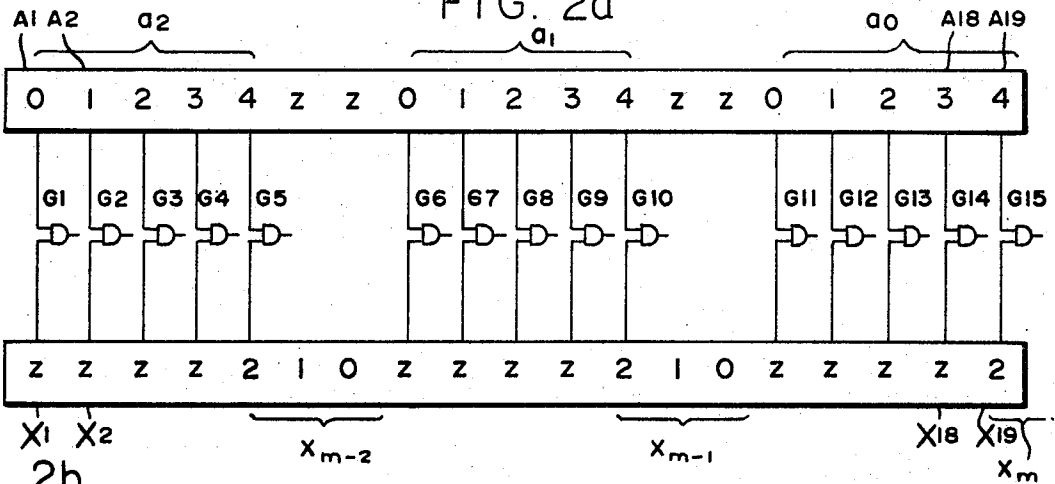 FIG. 2a
A1 A2 a2 a1 a0 A18 A19
0 1 2 3 4 z z 0 1 2 3 4 z z 0 1 2 3 4
G1 G2 G3 G4 G5 G6 G7 G8 G9 G10 G11 G12 G13 G14 G15
z z z z 2 1 0 z z z z 2 1 0 z z z z 2
X1 X2 xm-2 xm-1 X18 X19 xm
2b